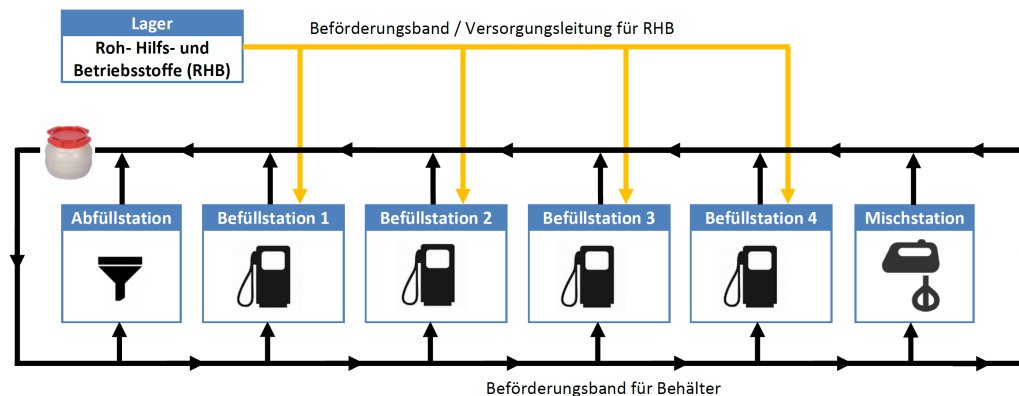 Lager
Roh- Hilfs- und
Betriebsstoffe (RHB)
Beförderungsband / Versorgungsleitung für RHB
Abfüllstation
Befüllstation 1
Befüllstation 2
Befüllstation 3
Befüllstation 4
Mischstation
Beförderungsband für Behälter